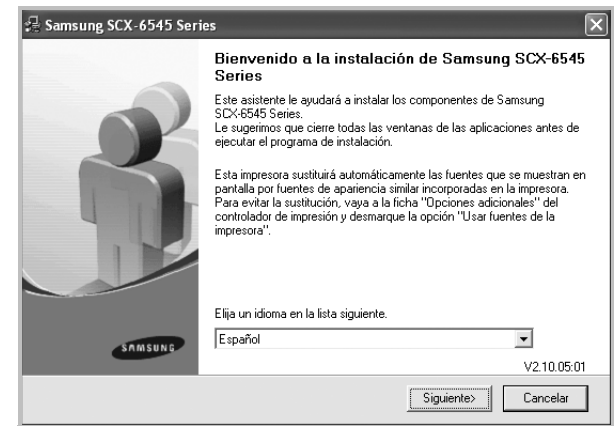 Samsung SCX-6545 Series
Bienvenido a la instalación de Samsung SCX-6545
Series
Este asistente le ayudará a instalar los componentes de Samsung
SCX-6545 Series.
Le sugerimos que cierre todas las ventanas de las aplicaciones antes de
ejecutar el programa de instalación.
Esta impresora sustituirá automáticamente las fuentes que se muestran en
pantalla por fuentes de apariencia similar incorporadas en la impresora.
Para evitar la sustitución, vaya a la ficha "Opciones adicionales" del
controlador de impresión y desmarque la opción "Usar fuentes de la
impresora".
Elija un idioma en la lista siguiente.
Español
SAMSUNG
V2.10.05:01
Siguiente>
Cancelar